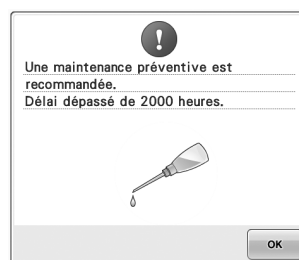 Une maintenance préventive est
recommandée.
Délai dépassé de 2000 heures.
OK